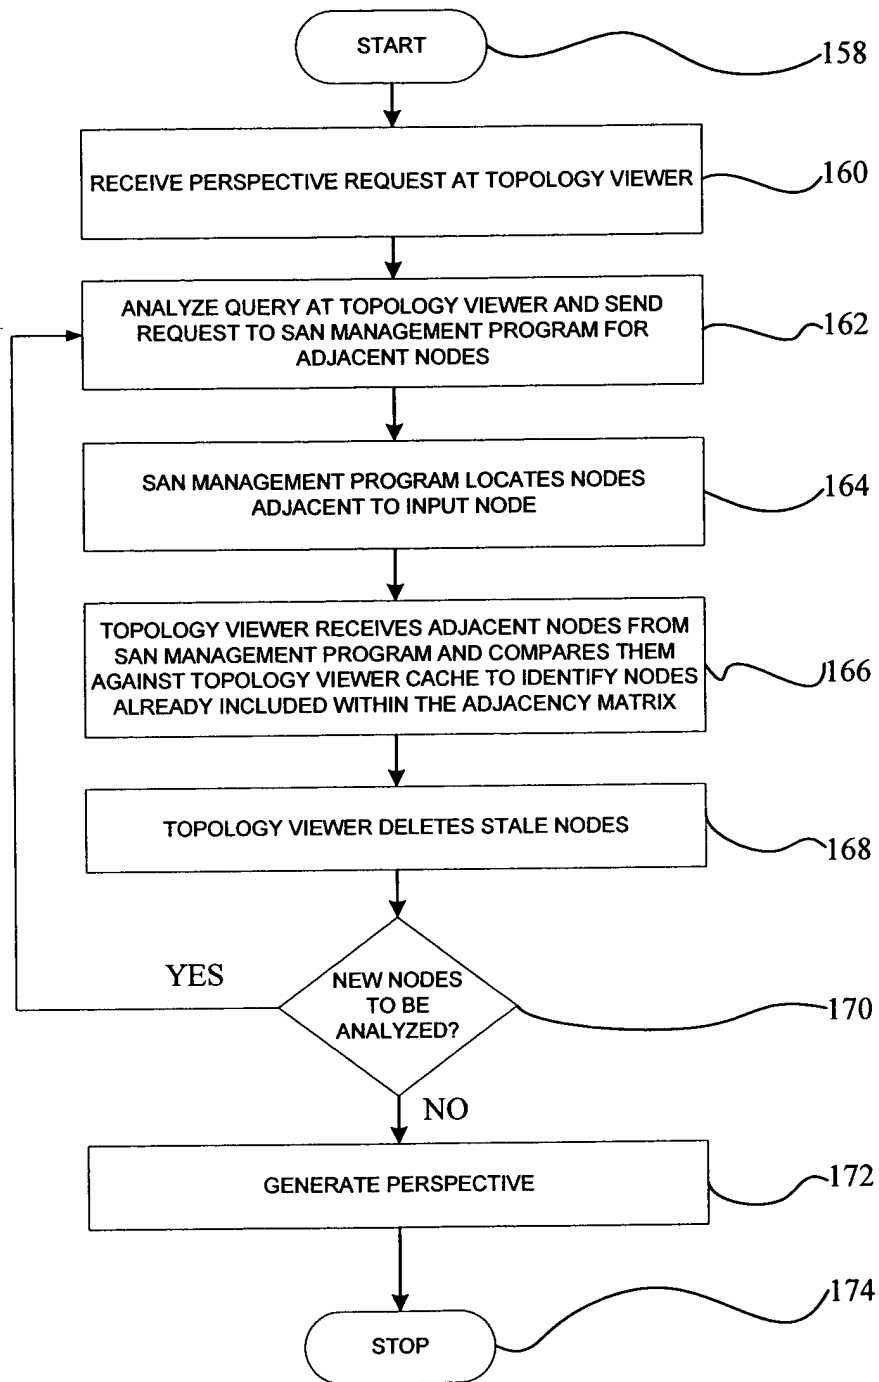 START
158
RECEIVE PERSPECTIVE REQUEST AT TOPOLOGY VIEWER
160
ANALYZE QUERY AT TOPOLOGY VIEWER AND SEND
REQUEST TO SAN MANAGEMENT PROGRAM FOR
ADJACENT NODES
162
SAN MANAGEMENT PROGRAM LOCATES NODES
ADJACENT TO INPUT NODE
164
TOPOLOGY VIEWER RECEIVES ADJACENT NODES FROM
SAN MANAGEMENT PROGRAM AND COMPARES THEM
AGAINST TOPOLOGY VIEWER CACHE TO IDENTIFY NODES
ALREADY INCLUDED WITHIN THE ADJACENCY MATRIX
166
TOPOLOGY VIEWER DELETES STALE NODES
168
YES
NEW NODES
TO BE
ANALYZED?
170
NO
GENERATE PERSPECTIVE
172
STOP
174